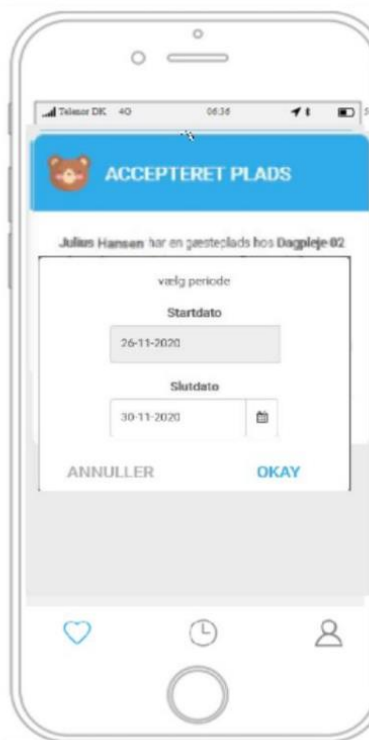 Telenor DK 4G 06:36
ACCEPTERET PLADS
Julius Hansen har en gæsteplads hos Dagpleje 02
vælg periode
Startdato
26-11-2020
Slutdato
30-11-2020
ANNULLER OKAY